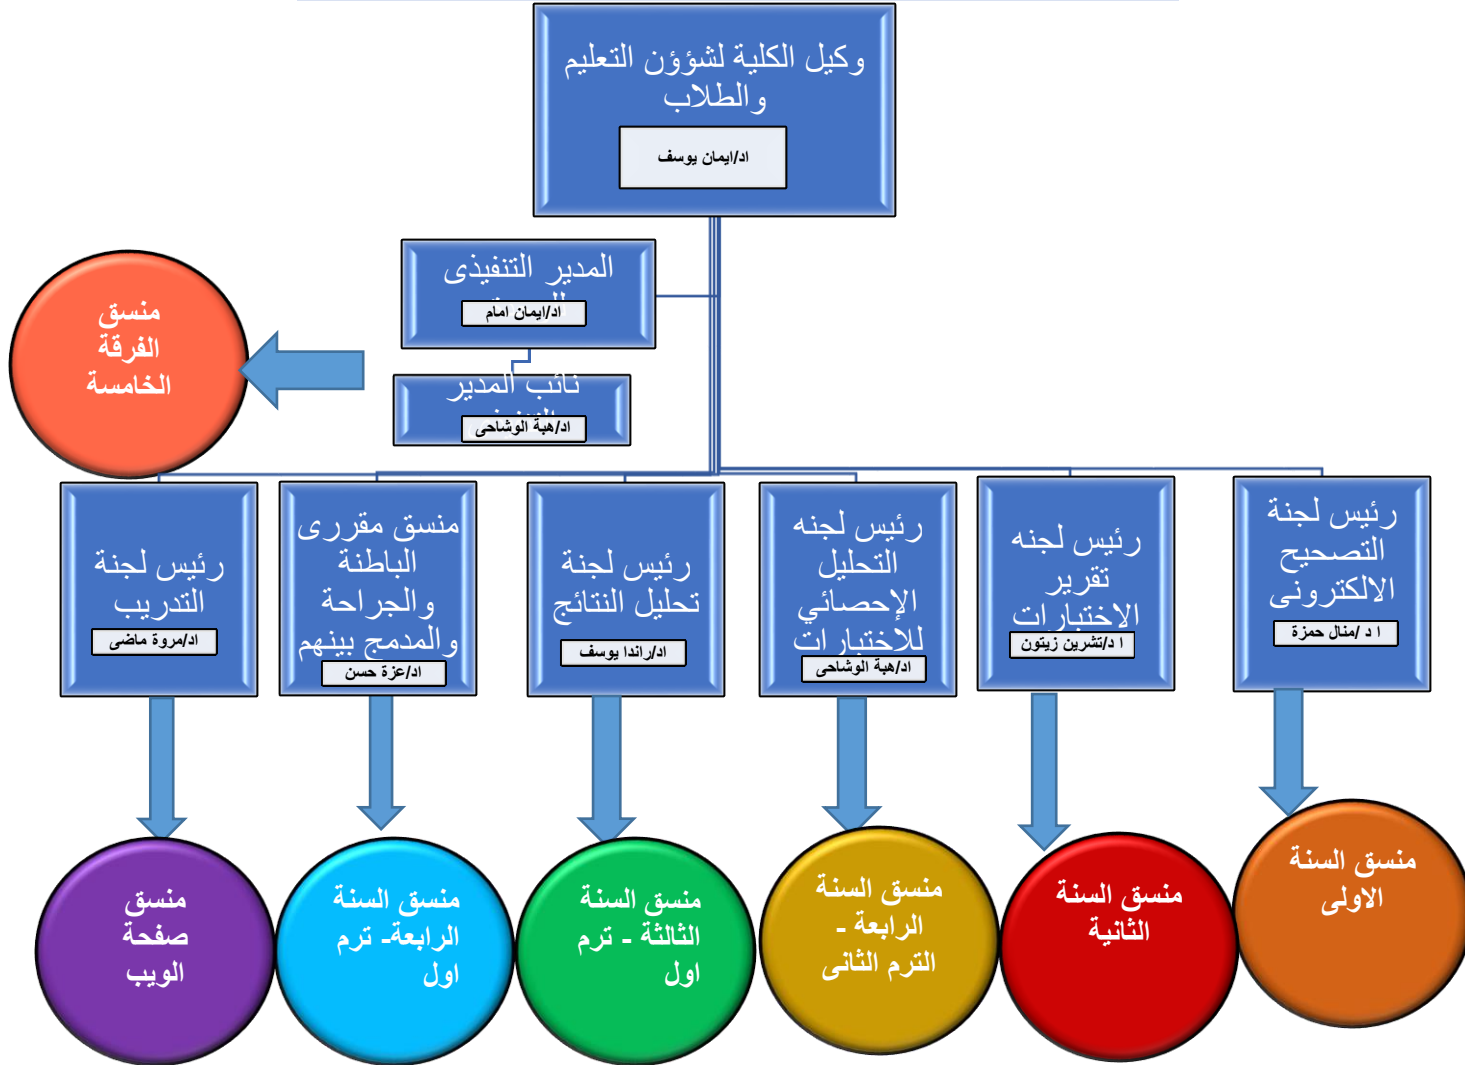 وكيل الكلية لشؤؤن التعليم
والطلاب
اد/ايمان يوسف
المدير التنفيذى
اد/ايمان امام
نائب المدير
اد/هبة الوشاحى
منسق
الفرقة
الخامسة
رئيس لجنة
التصحيح
الالكترونى
ا د /منال حمزة
رئيس لجنه
تقرير
الاختبارات
ا د/تشرين زيتون
رئيس لجنه
التحليل
الإحصائي
للاختبارات
اد/هبة الوشاحى
رئيس لجنة
تحليل النتائج
اد/راندا يوسف
منسق مقررى
الباطنة
والجراحة
والمدمج بينهم
اد/عزة حسن
رئيس لجنة
التدريب
اد/مروة ماضى
منسق السنة
الاولى
منسق السنة
الثانية
منسق السنة
الرابعة -
الترم الثانى
منسق السنة
الثالثة - ترم
اول
منسق السنة
الرابعة- ترم
اول
منسق
صفحة
الويب